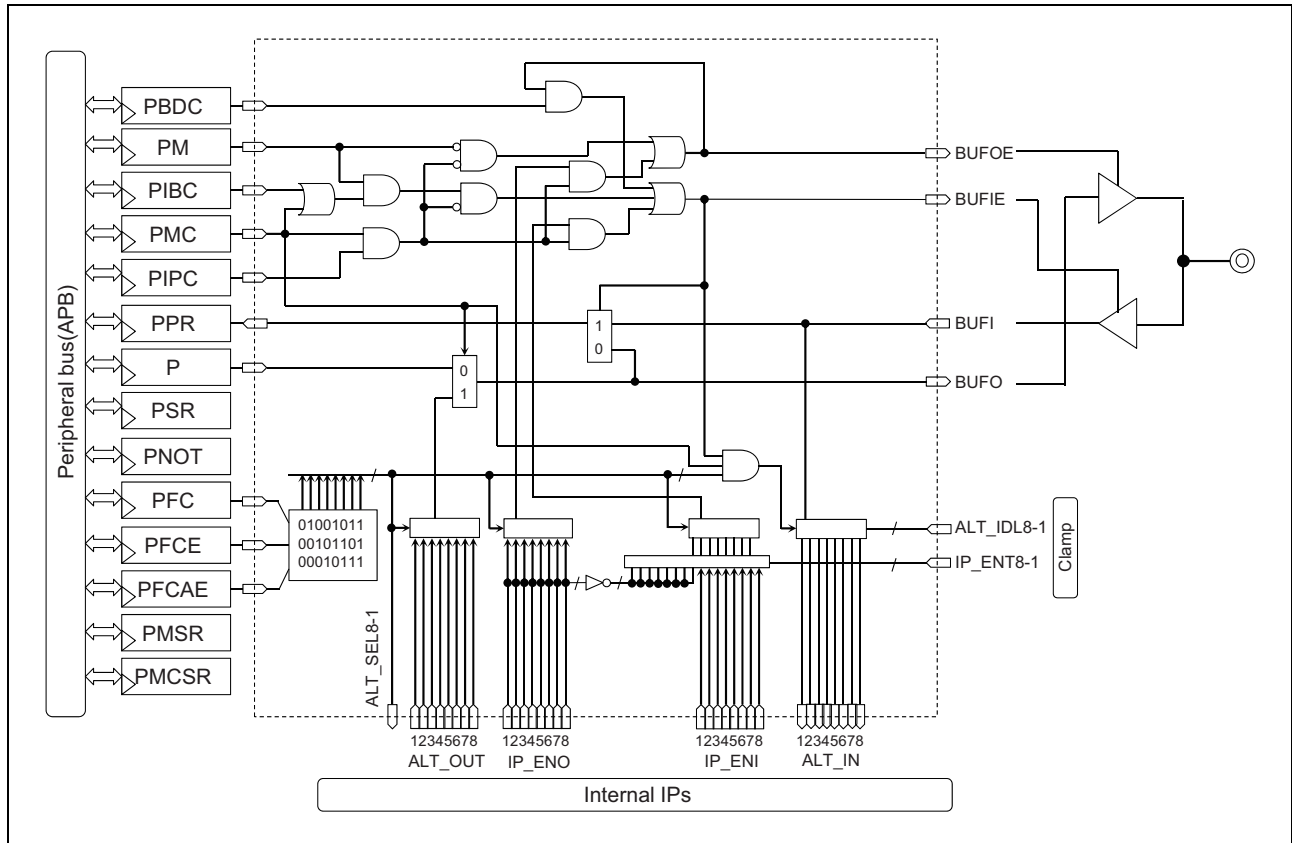 Peripheral bus(APB)
PBDC
PM
PIBC
PMC
PIPC
PPR
P
PSR
PNOT
PFC
PFCE
PFCAE
PMSR
PMCSR
BUFOE
BUFIE
1
0
BUFI
0
1
BUFO
01001011
00101101
00010111
ALT_SEL8-1
ALT_IDL8-1
IP_ENT8-1
Clamp
12345678
ALT_OUT
12345678
IP_ENO
12345678
IP_ENI
12345678
ALT_IN
Internal IPs